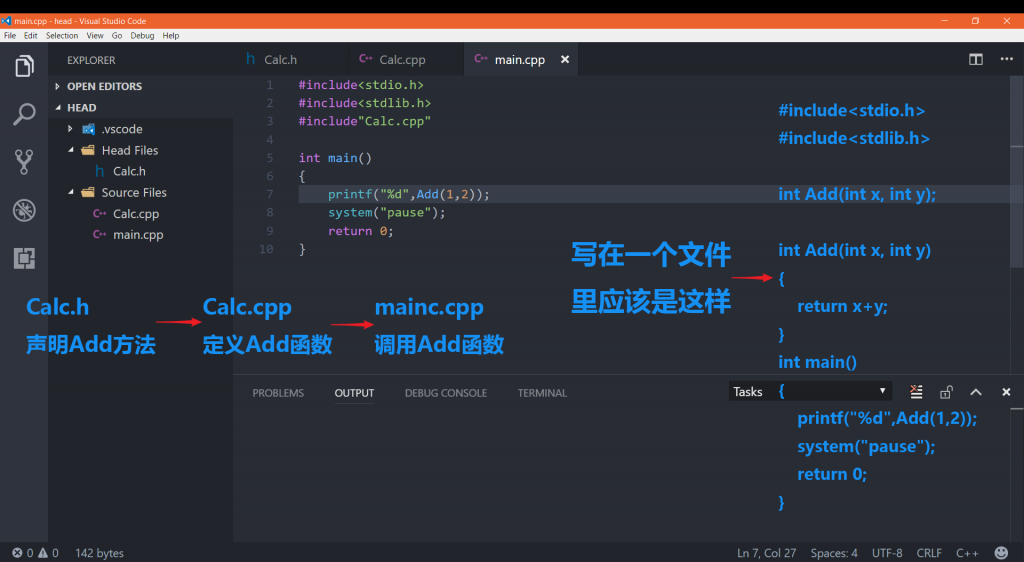 main.cpp - head - Visual Studio Code
File Edit Selection View Go Debug Help
EXPLORER
OPEN EDITORS
HEAD
.vscode
Head Files
Calc.h
Source Files
Calc.cpp
main.cpp
Calc.h Calc.cpp main.cpp
1 #include<stdio.h>
2 #include<stdlib.h>
3 #include"Calc.cpp"
4
5 int main()
6 {
7 printf("%d",Add(1,2));
8 system("pause");
9 return 0;
10 }
#include<stdio.h>
#include<stdlib.h>
int Add(int x, int y);
int Add(int x, int y)
{
return x+y;
}
int main()
{
printf("%d",Add(1,2));
system("pause");
return 0;
}
写在一个文件
里应该是这样
Calc.h
声明Add方法
Calc.cpp
定义Add函数
mainc.cpp
调用Add函数
PROBLEMS OUTPUT DEBUG CONSOLE TERMINAL
Tasks
0 0 142 bytes
Ln 7, Col 27 Spaces: 4 UTF-8 CRLF C++